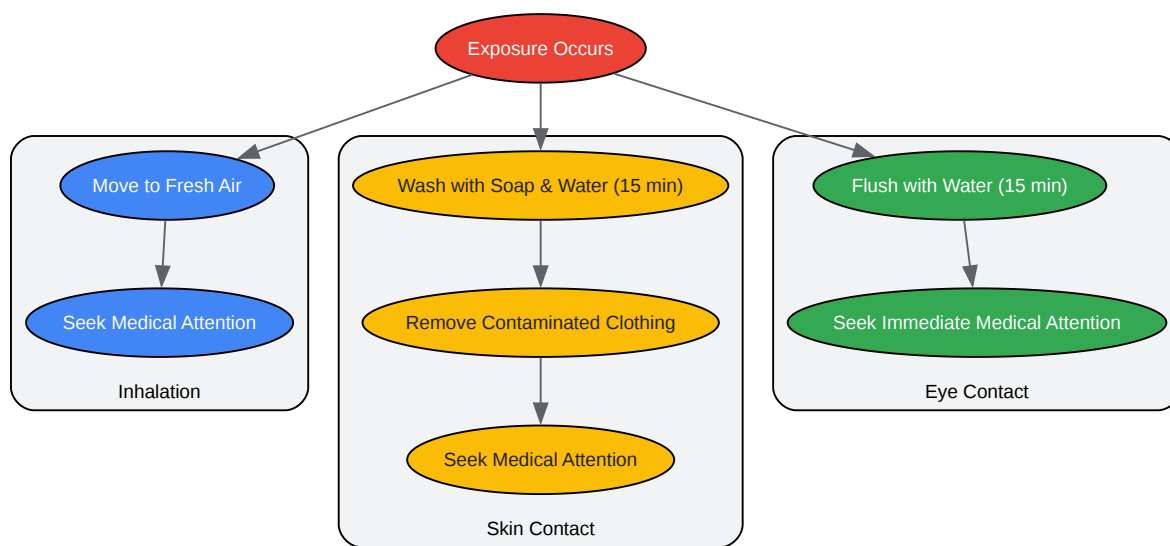 Exposure Occurs
Move to Fresh Air
Wash with Soap & Water (15 min)
Flush with Water (15 min)
Seek Medical Attention
Remove Contaminated Clothing
Seek Immediate Medical Attention
Inhalation
Eye Contact
Seek Medical Attention
Skin Contact